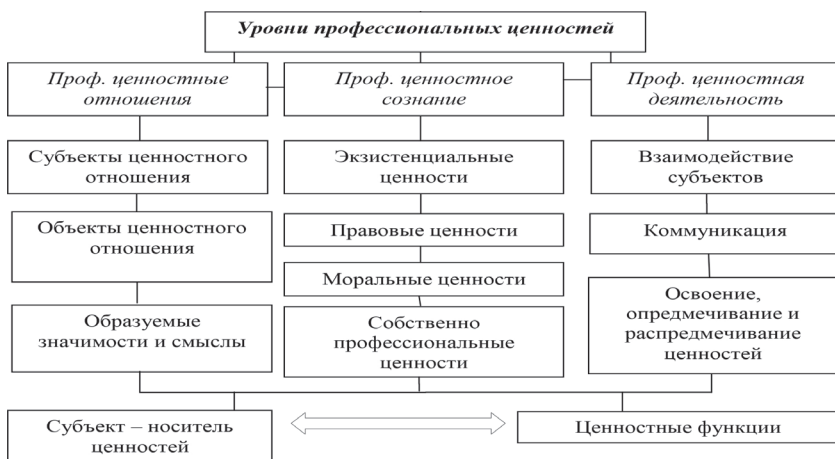 Уровни профессиональных ценностей
Проф. ценностные
отношения
Проф. ценностное
сознание
Проф. ценностная
деятельность
Субъекты ценностного
отношения
Экзистенциальные
ценности
Взаимодействие
субъектов
Объекты ценностного
отношения
Правовые ценности
Коммуникация
Моральные ценности
Образуемые
значимости и смыслы
Собственно
профессиональные
ценности
Освоение,
опредмечивание и
распредмечивание
ценностей
Субъект – носитель
ценностей
Ценностные функции